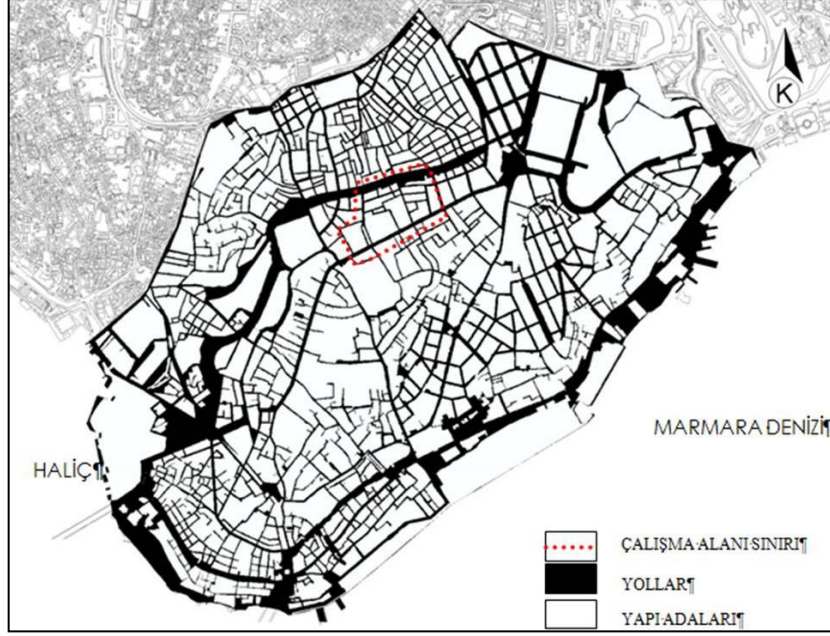 K
MARMARA DENİZİ¶
HALİÇ¶
ÇALIŞMA·ALANI·SINIRI¶
YOLLAR¶
YAPI·ADALARI¶